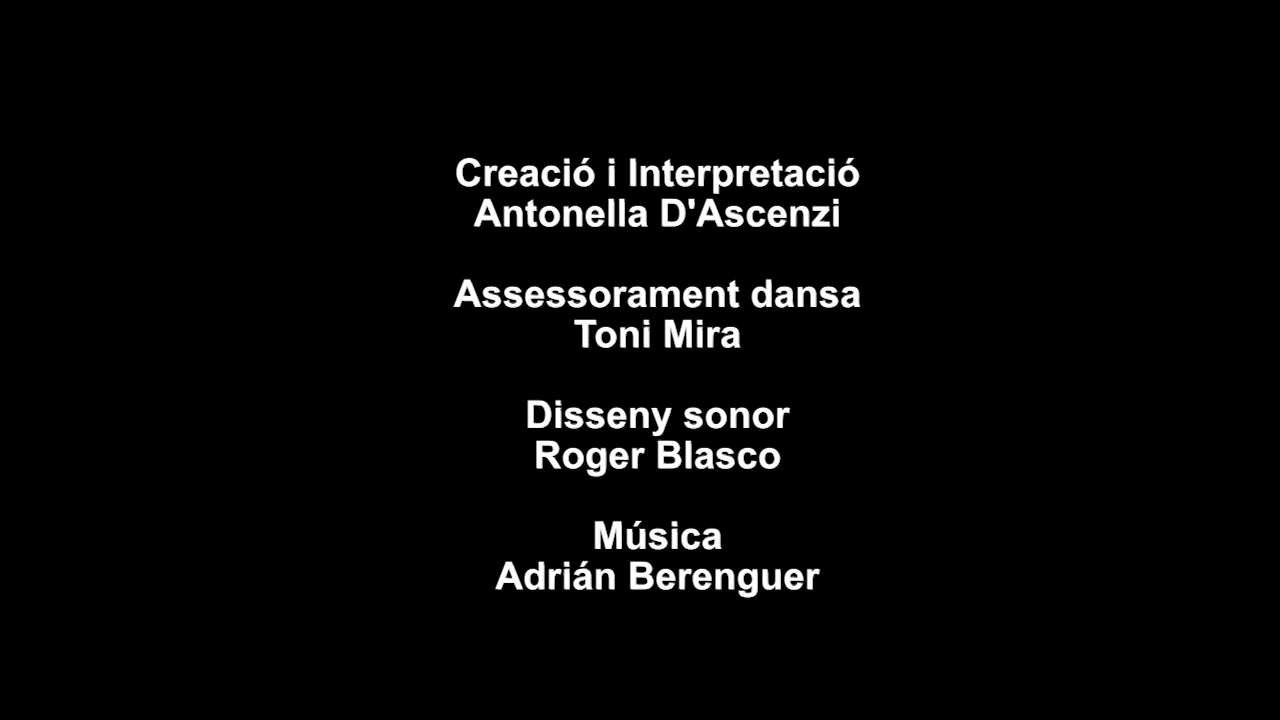 Creació i Interpretació
Antonella D'Ascenzi
Assessorament dansa
Toni Mira
Disseny sonor
Roger Blasco
Música
Adrián Berenguer